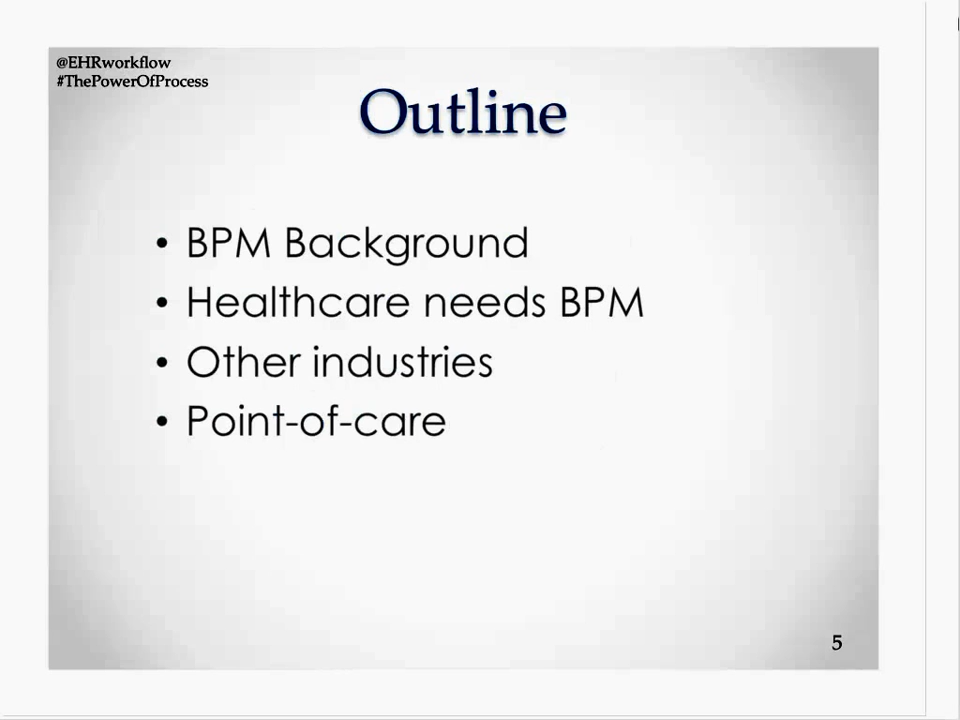 @EHRworkflow
#ThePowerOfProcess
Outline
• BPM Background
• Healthcare needs BPM
• Other industries
• Point-of-care
5